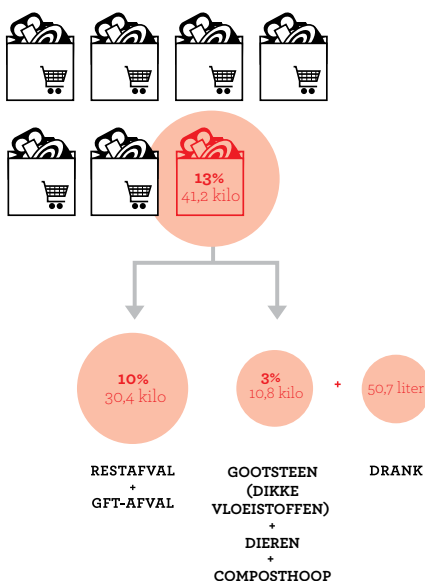 13%
41,2 kilo
10%
30,4 kilo
3%
10,8 kilo
+
50,7 liter
RESTAFVAL
+
GFT-AFVAL
GOOTSTEEN
(DIKKE
VLOEISTOFFEN)
+
DIEREN
+
COMPOSTHOOP
DRANK